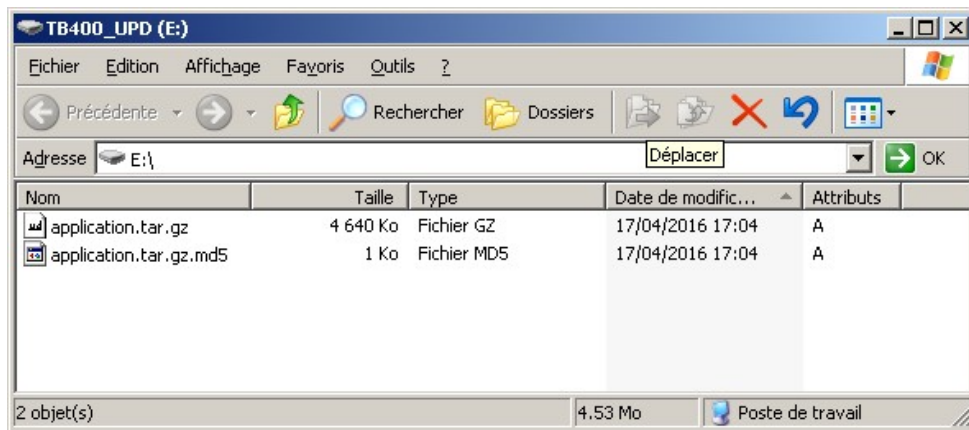 TB400_UPD (E:)
Fichier Edition Affichage Favoris Outils ?
Précédente Rechercher Dossiers
Déplacer
Adresse E:\ OK
Nom Taille Type Date de modific... Attributs
application.tar.gz 4 640 Ko Fichier GZ 17/04/2016 17:04 A
application.tar.gz.md5 1 Ko Fichier MD5 17/04/2016 17:04 A
2 objet(s) 4.53 Mo Poste de travail